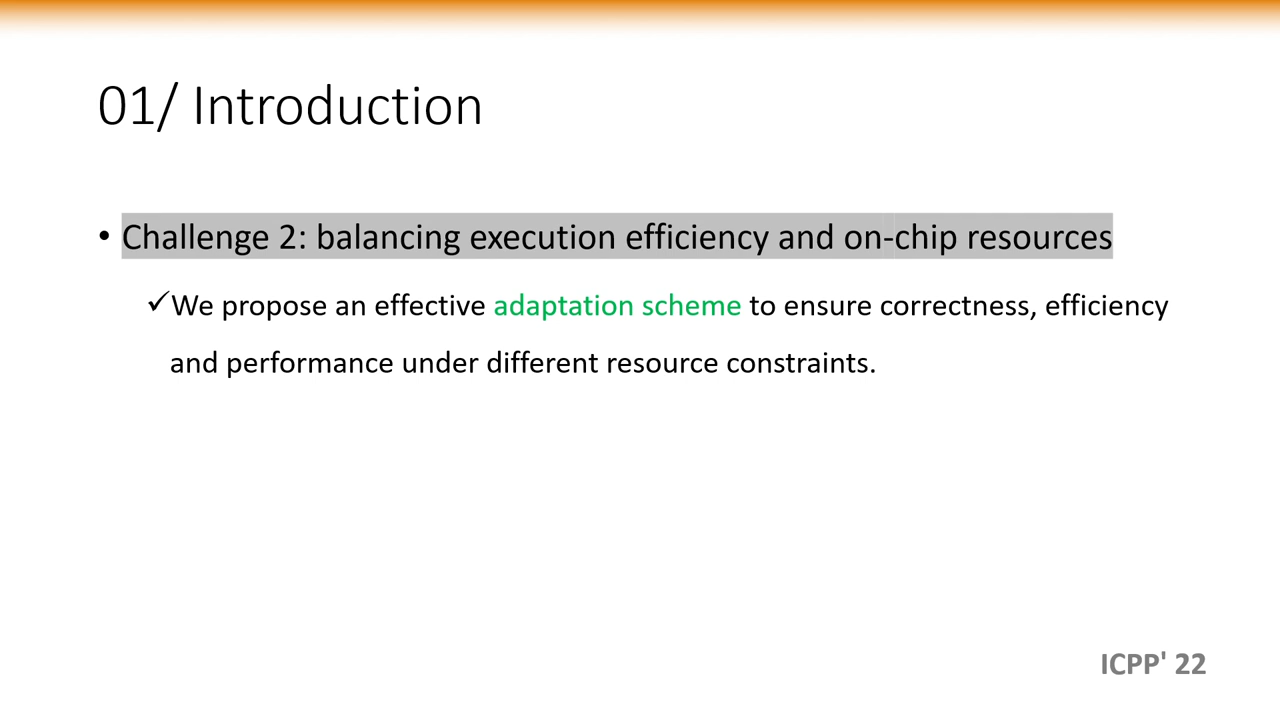 01/ Introduction
• Challenge 2: balancing execution efficiency and on-chip resources
✓We propose an effective adaptation scheme to ensure correctness, efficiency
and performance under different resource constraints.
ICPP' 22